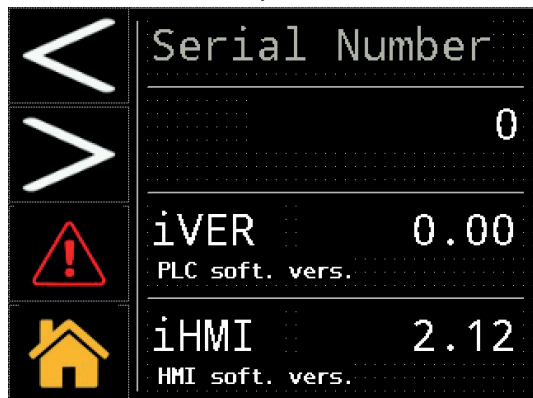 Serial Number
0
iVER 0.00
PLC soft. vers.
iHMI 2.12
HMI soft. vers.